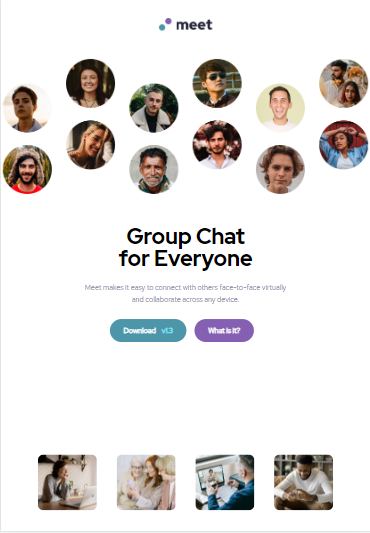 meet
Group Chat
for Everyone
Meet makes it easy to connect with others face-to-face virtually
and collaborate across any device.
Download v1.3
What is it?